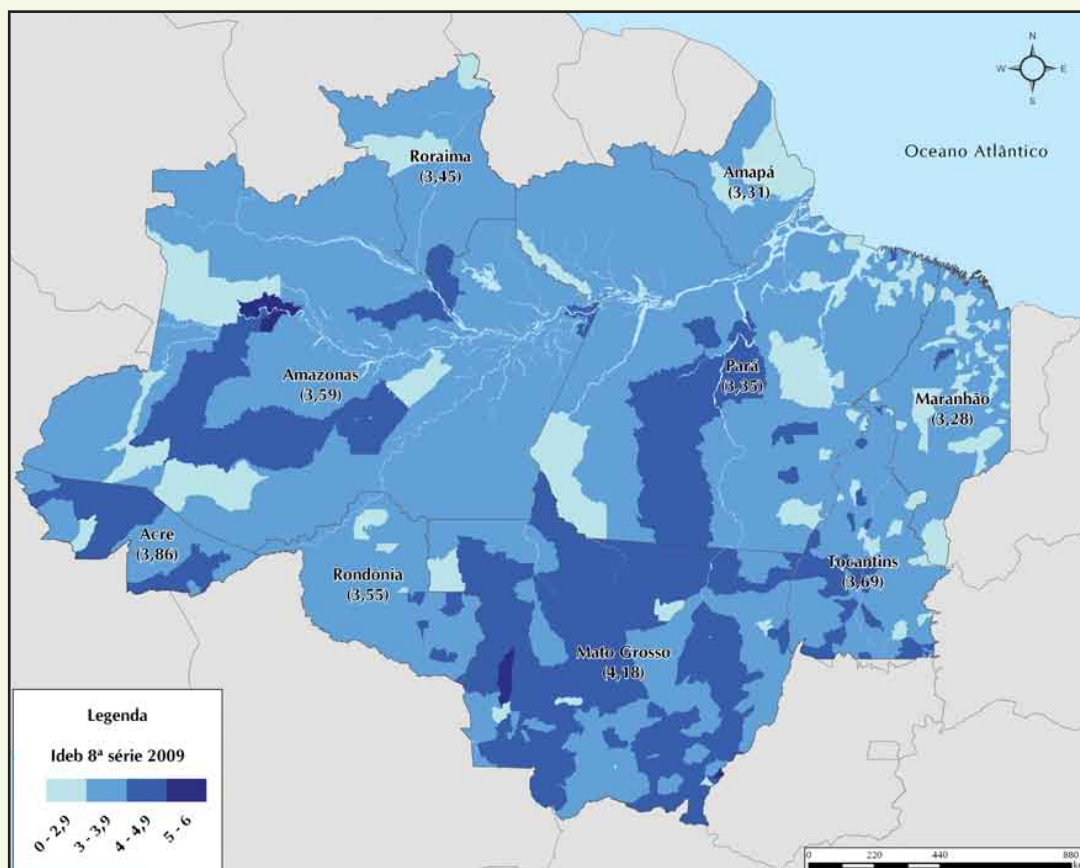 N
W E
S
Oceano Atlântico
Roraima
(3,45)
Amapá
(3,31)
Amazonas
(3,59)
Pará
(3,35)
Maranhão
(3,28)
Acre
(3,86)
Rondônia
(3,55)
Tocantins
(3,69)
Mato Grosso
(4,18)
Legenda
Ideb 8ª série 2009
0 - 2,9
3 - 3,9
4 - 4,9
5 - 6
0 220 440 880